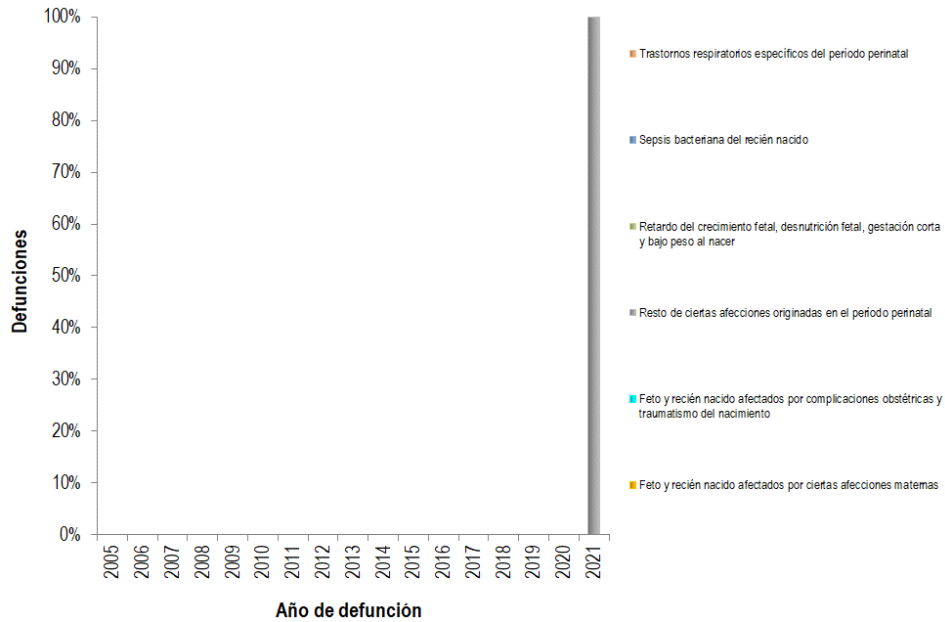 100%
90%
80%
70%
60%
50%
40%
30%
20%
10%
0%
Defunciones
2005
2006
2007
2008
2009
2010
2011
2012
2013
2014
2015
2016
2017
2018
2019
2020
2021
Año de defunción
Trastornos respiratorios específicos del periodo perinatal
Sepsis bacteriana del recién nacido
Retardo del crecimiento fetal, desnutrición fetal, gestación corta
y bajo peso al nacer
Resto de ciertas afecciones originadas en el período perinatal
Feto y recién nacido afectados por complicaciones obstétricas y
traumatismo del nacimiento
Feto y recién nacido afectados por ciertas afecciones maternas